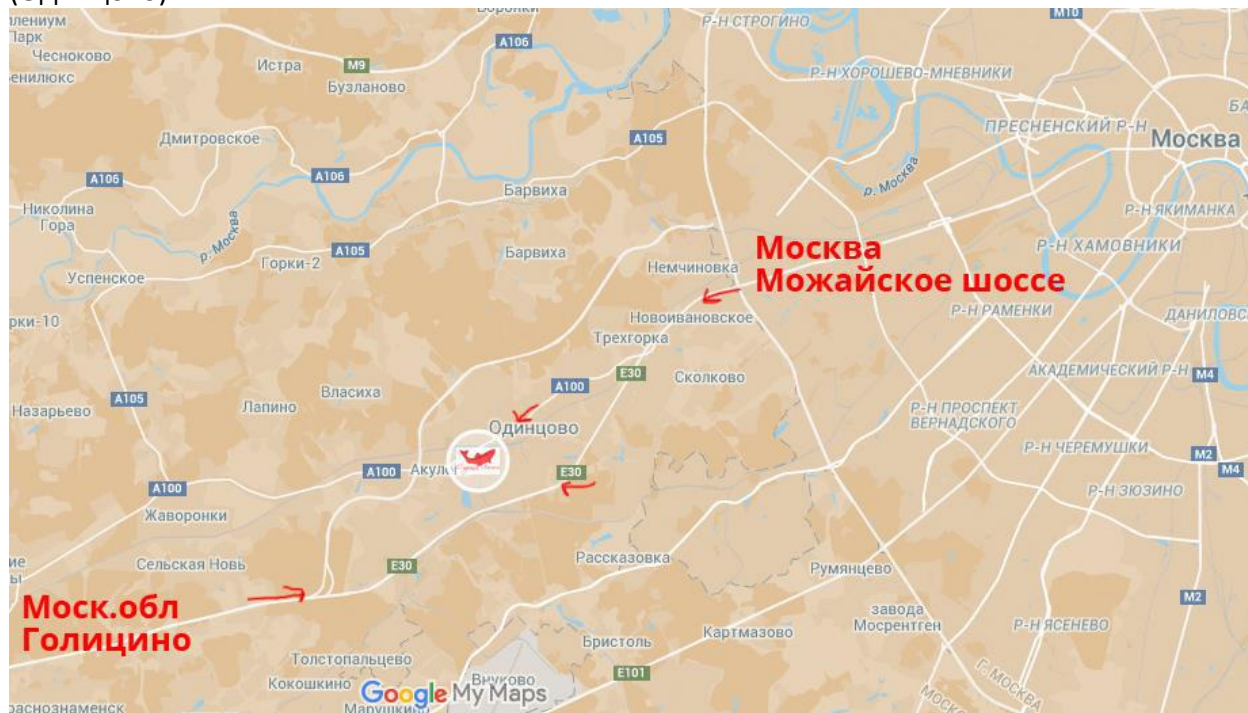 Р-Н СТРОГИНО
M10
A106
Парк
Чесноково
Истра
M9
Бузланово
Р-Н ХОРОШЕВО-МНЕВНИКИ
ПРЕСНЕНСКИЙ Р-Н
Дмитровское
A105
Москва
A106
A106
Барвиха
р. Москва
Николина
Гора
Р-Н ЯКИМАНКА
р. Москва
A105
Горки-2
Барвиха
Москва
Можайское шоссе
Р-Н ХАМОВНИКИ
Успенское
Немчиновка
Новоивановское
Р-Н РАМЕНКИ
Трехгорка
E30
Сколково
АКАДЕМИЧЕСКИЙ Р-Н
M4
A100
Власиха
Лапино
A105
Назарьево
Р-Н ПРОСПЕКТ
ВЕРНАДСКОГО
Одинцово
Р-Н ЧЕРЕМУШКИ
M2
M4
A100
E30
A100
Р-Н ЗЮЗИНО
Жаворонки
Сельская Новь
E30
Рассказовка
Румянцево
M2
Моск.обл
Голицино
завода
Мосрентген
Р-Н ЯСЕНЕВО
Картмазово
Бристоль
Толстопальцево
E101
Внуково
Кокошкино
Google My Maps
Г. МОСКВА